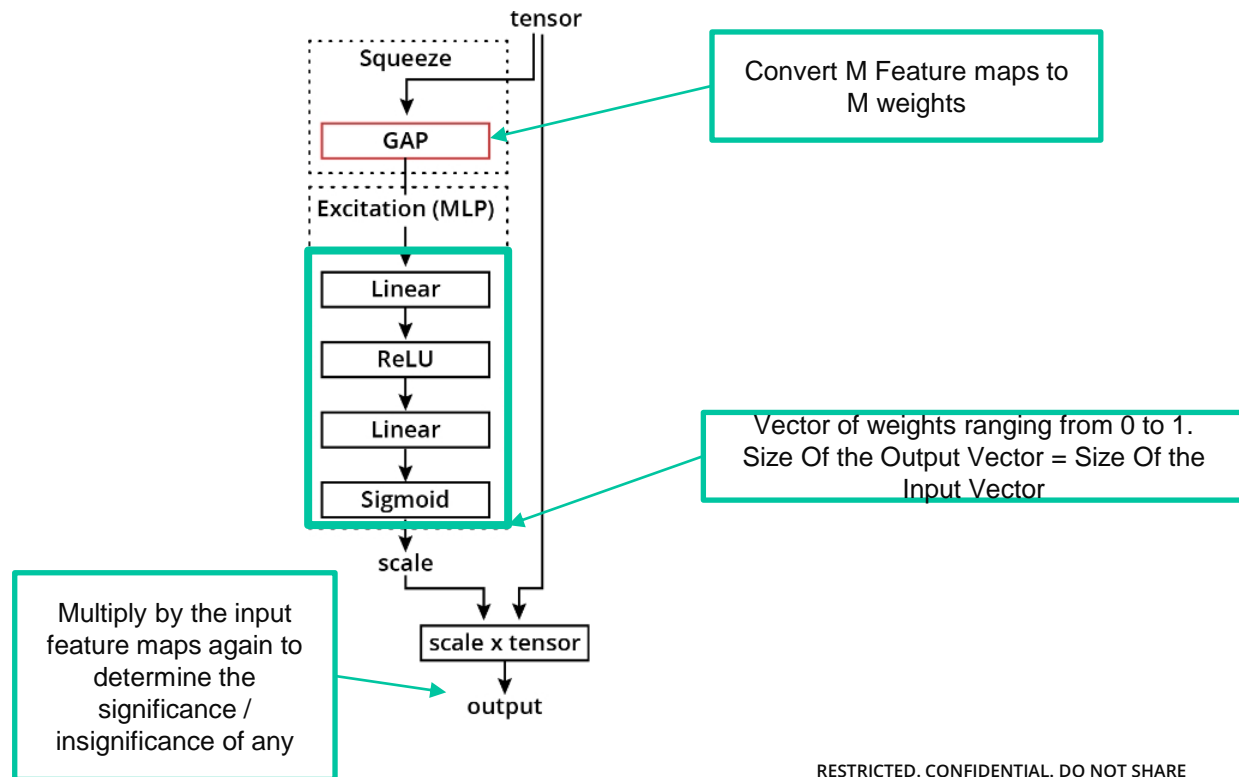 tensor
Squeeze
GAP
Convert M Feature maps to
M weights
Excitation (MLP)
Linear
ReLU
Linear
Sigmoid
Vector of weights ranging from 0 to 1.
Size Of the Output Vector = Size Of the
Input Vector
scale
scale x tensor
output
Multiply by the input
feature maps again to
determine the
significance /
insignificance of any
RESTRICTED. CONFIDENTIAL. DO NOT SHARE